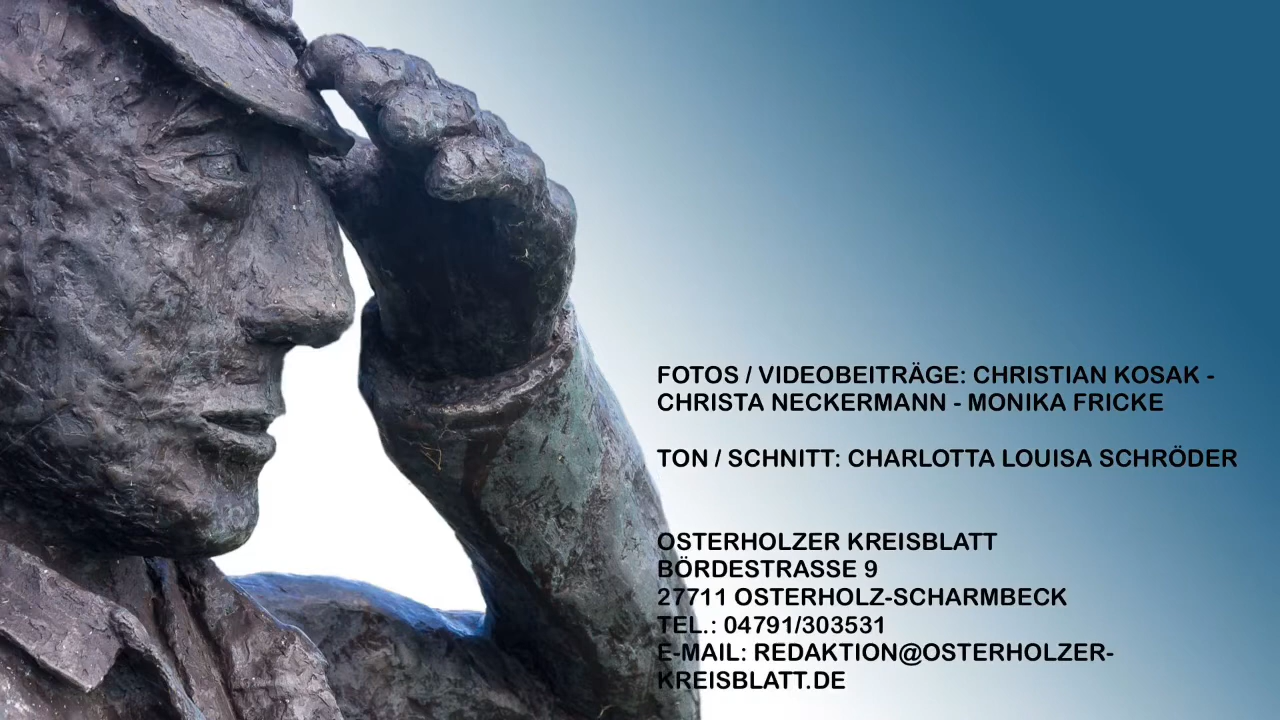 FOTOS / VIDEOBEITRÄGE: CHRISTIAN KOSAK -
CHRISTA NECKERMANN - MONIKA FRICKE
TON / SCHNITT: CHARLOTTA LOUISA SCHRÖDER
OSTERHOLZER KREISBLATT
BÖRDESTRASSE 9
27711 OSTERHOLZ-SCHARMBECK
TEL.: 04791/303531
E-MAIL: REDAKTION@OSTERHOLZER-
KREISBLATT.DE